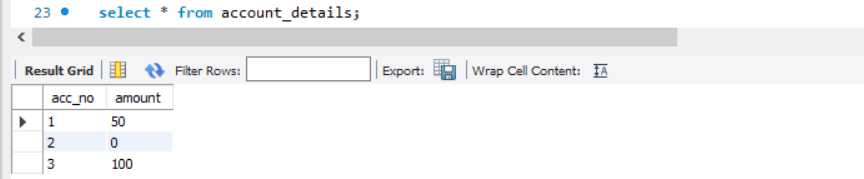 23 select * from account_details;
Result Grid Filter Rows: Export: Wrap Cell Content: IA
acc_no amount
1 50
2 0
3 100